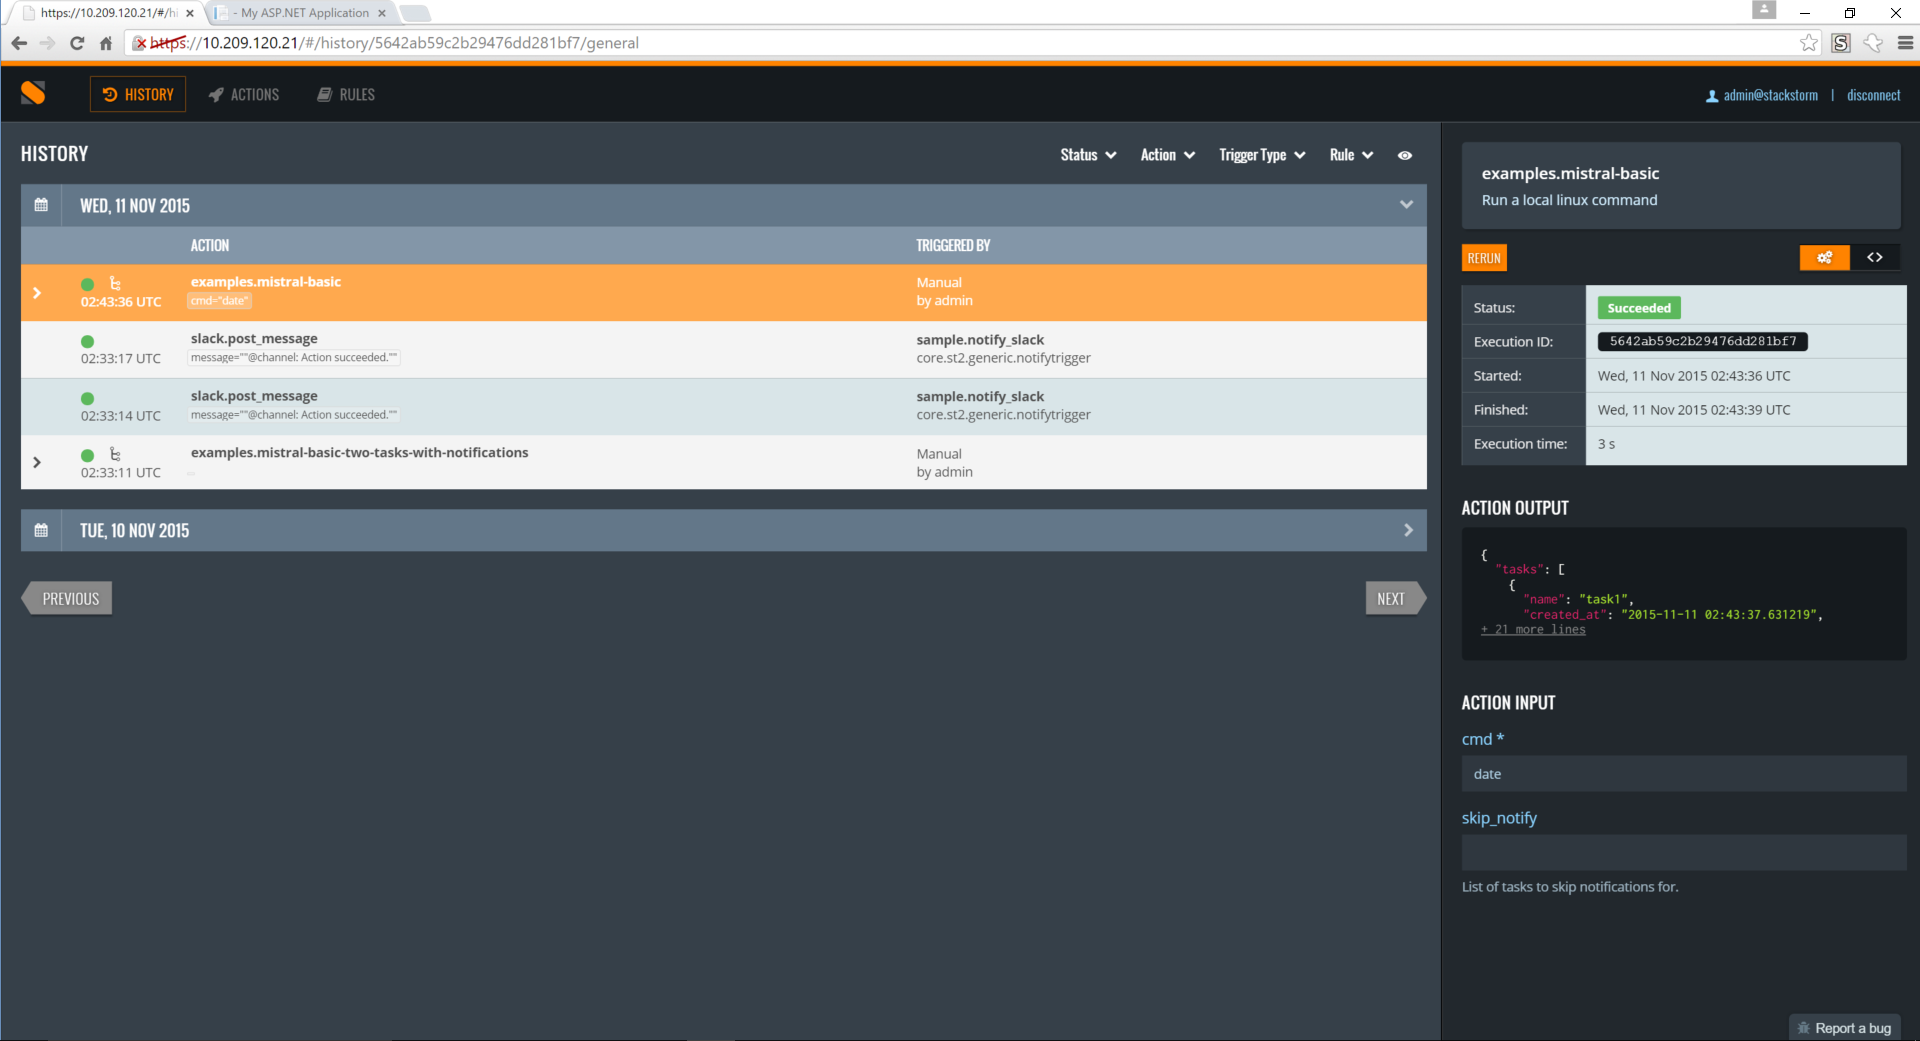 https://10.209.120.21/#/hi
- My ASP.NET Application
https://10.209.120.21/#/history/5642ab59c2b29476dd281bf7/general
HISTORY
ACTIONS
RULES
admin@stackstorm | disconnect
HISTORY
Status
Action
Trigger Type
Rule
WED, 11 NOV 2015
ACTION
TRIGGERED BY
02:43:36 UTC
examples.mistral-basic
cmd="date"
Manual
by admin
02:33:17 UTC
slack.post_message
message=""@channel: Action succeeded.""
sample.notify_slack
core.st2.generic.notifytrigger
02:33:14 UTC
slack.post_message
message=""@channel: Action succeeded.""
sample.notify_slack
core.st2.generic.notifytrigger
02:33:11 UTC
examples.mistral-basic-two-tasks-with-notifications
Manual
by admin
TUE, 10 NOV 2015
PREVIOUS
NEXT
examples.mistral-basic
Run a local linux command
RERUN
<>
Status: Succeeded
Execution ID: 5642ab59c2b29476dd281bf7
Started: Wed, 11 Nov 2015 02:43:36 UTC
Finished: Wed, 11 Nov 2015 02:43:39 UTC
Execution time: 3 s
ACTION OUTPUT
{
"tasks": [
{
"name": "task1",
"created_at": "2015-11-11 02:43:37.631219",
+ 21 more lines
ACTION INPUT
cmd *
date
skip_notify
List of tasks to skip notifications for.
Report a bug